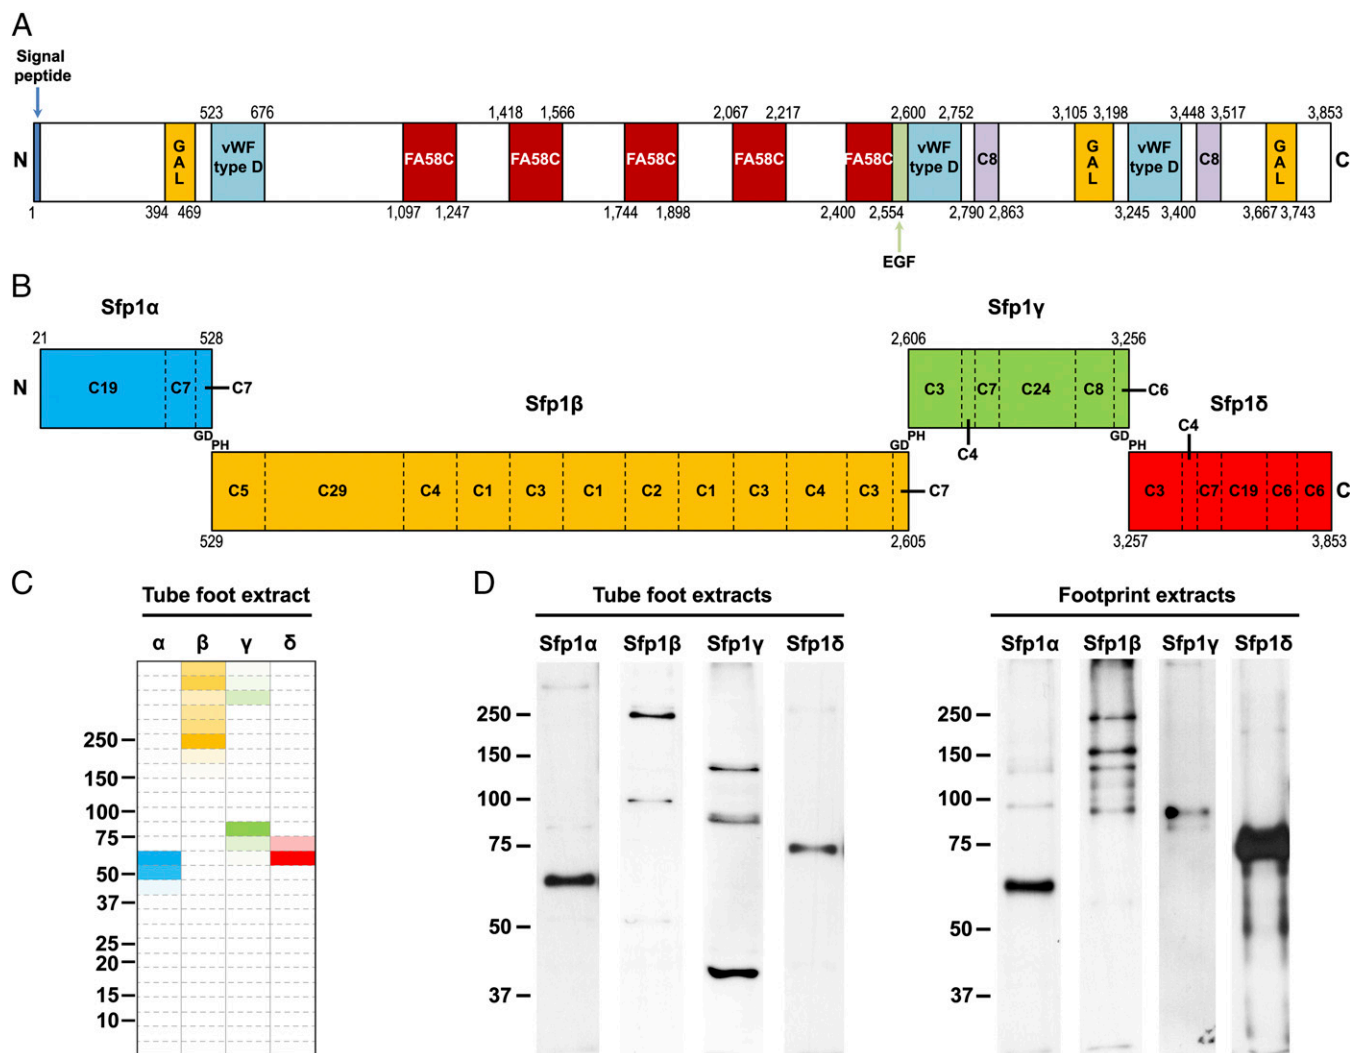 A
Signal
peptide
523 676 1,418 1,566 2,067 2,217 2,600 2,752 3,105 3,198 3,448 3,517 3,853
N GAL vWF type D FA58C FA58C FA58C FA58C FA58C vWF type D C8 GAL vWF type D C8 GAL C
1 394 469 1,097 1,247 1,744 1,898 2,400 2,554 2,790 2,863 3,245 3,400 3,667 3,743
EGF
B
Sfp1α Sfp1γ
21 528 2,606 3,256
N C19 C7 C7 C3 C7 C24 C8 C6
Sfp1β Sfp1δ
GD PH GD PH C4 GD PH C4
C5 C29 C4 C1 C3 C1 C2 C1 C3 C4 C3 C7 C3 C7 C19 C6 C6 C
529 2,605 3,257 3,853
C
Tube foot extract
α β γ δ
250
150
100
75
50
37
25
20
15
10
D
Tube foot extracts
Sfp1α Sfp1β Sfp1γ Sfp1δ
250
150
100
75
50
37
Footprint extracts
Sfp1α Sfp1β Sfp1γ Sfp1δ
250
150
100
75
50
37